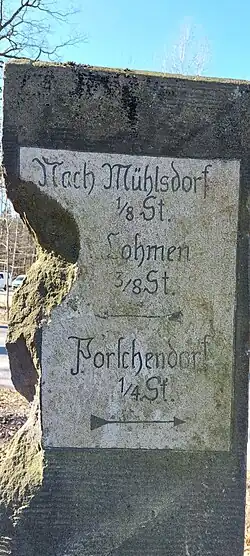 Nach Mühlsdorf
1/8 St.
Lohmen
3/8 St.
Porschendorf
1/4 St.